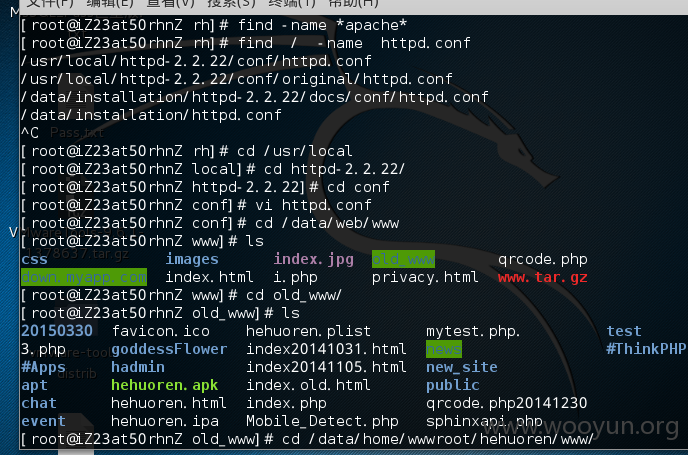 文件(F) 编辑(E) 查看(V) 搜索(S) 终端(T) 帮助(H)
[root@iZ23at50rhnZ rh]# find -name *apache*
[root@iZ23at50rhnZ rh]# find / -name httpd.conf
/usr/local/httpd-2.2.22/conf/httpd.conf
/usr/local/httpd-2.2.22/conf/original/httpd.conf
/data/installation/httpd-2.2.22/docs/conf/httpd.conf
/data/installation/httpd.conf
^C
Pass.txt
[root@iZ23at50rhnZ rh]# cd /usr/local
[root@iZ23at50rhnZ local]# cd httpd-2.2.22/
[root@iZ23at50rhnZ httpd-2.2.22]# cd conf
[root@iZ23at50rhnZ conf]# vi httpd.conf
[root@iZ23at50rhnZ conf]# cd /data/web/www
[root@iZ23at50rhnZ www]# ls
1378637.tar.gz
css images index.jpg old_www qrcode.php
down.myapp.com index.html i.php privacy.html www.tar.gz
[root@iZ23at50rhnZ www]# cd old_www/
[root@iZ23at50rhnZ old_www]# ls
20150330 favicon.ico hehuoren.plist mytest.php. test
3.php goddessFlower index20141031.html news #ThinkPHP
#Apps hadmin index20141105.html new_site
distrib
apt hehuoren.apk index.old.html public
chat hehuoren.html index.php qrcode.php20141230
event hehuoren.ipa Mobile_Detect.php sphinxapi.php
[root@iZ23at50rhnZ old_www]# cd /data/home/wwwroot/hehuoren/www/
www.wooyun.org